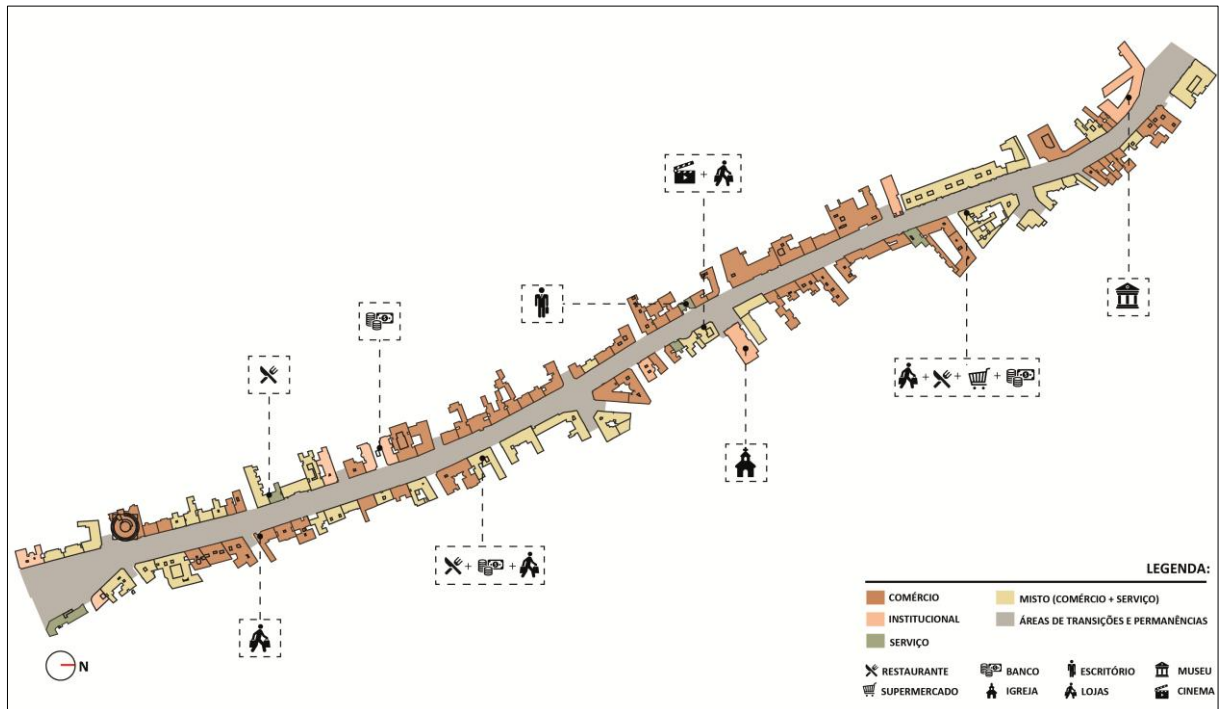 +
+ + +
+ +
LEGENDA:
COMÉRCIO
MISTO (COMÉRCIO + SERVIÇO)
INSTITUCIONAL
ÁREAS DE TRANSIÇÕES E PERMANÊNCIAS
SERVIÇO
N
RESTAURANTE BANCO ESCRITÓRIO MUSEU
SUPERMERCADO IGREJA LOJAS CINEMA